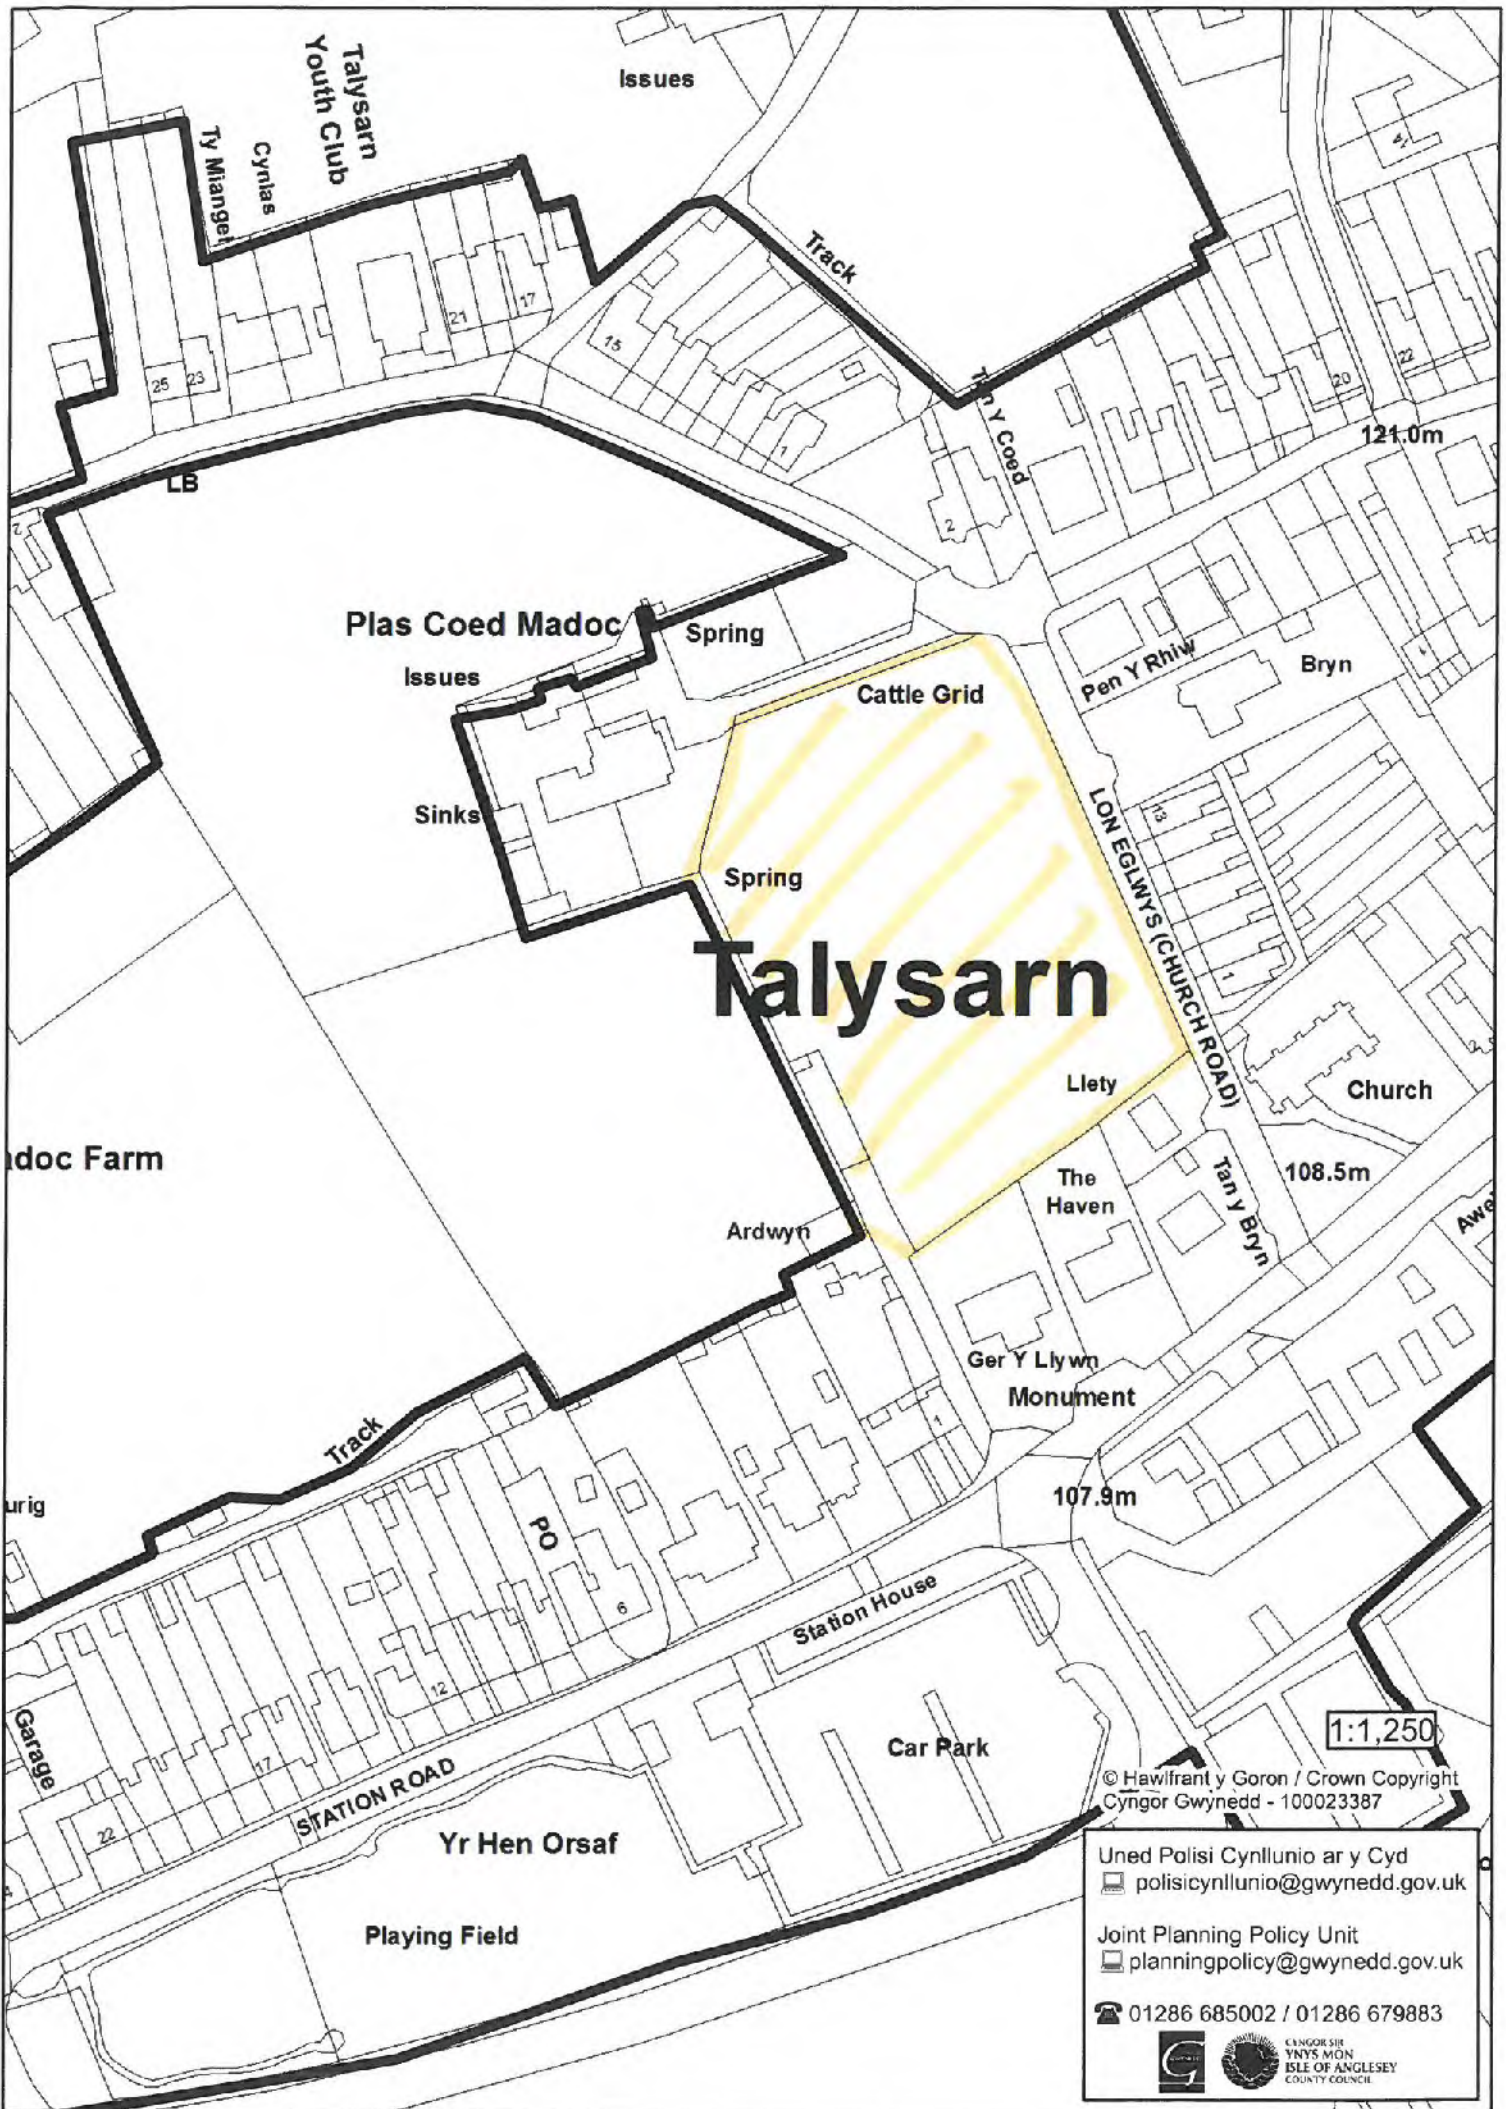 Issues
Talysarn
Youth Club
Cynlas
Ty Mianger
Track
21
17
15
25
23
1
LB
Tan Y Coed
2
2
22
20
121.0m
Plas Coed Madoc
Spring
Issues
Cattle Grid
Pen Y Rhiw
Bryn
Sinks
13
LON EGLWYS (CHURCH ROAD)
Spring
1
Talysarn
Llety
Church
doc Farm
The
Haven
Tan y Bryn
108.5m
Ardwyn
Awe
Ger Y Llywn
Monument
1
Track
urig
PO
107.9m
6
Station House
12
Garage
17
22
STATION ROAD
Car Park
Yr Hen Orsaf
Playing Field
1:1,250
© Hawlfraint y Goron / Crown Copyright
Cyngor Gwynedd - 100023387
Uned Polisi Cynllunio ar y Cyd
polisicynllunio@gwynedd.gov.uk
Joint Planning Policy Unit
planningpolicy@gwynedd.gov.uk
01286 685002 / 01286 679883
CYNGOR SIR
YNYS MÔN
ISLE OF ANGLESEY
COUNTY COUNCIL